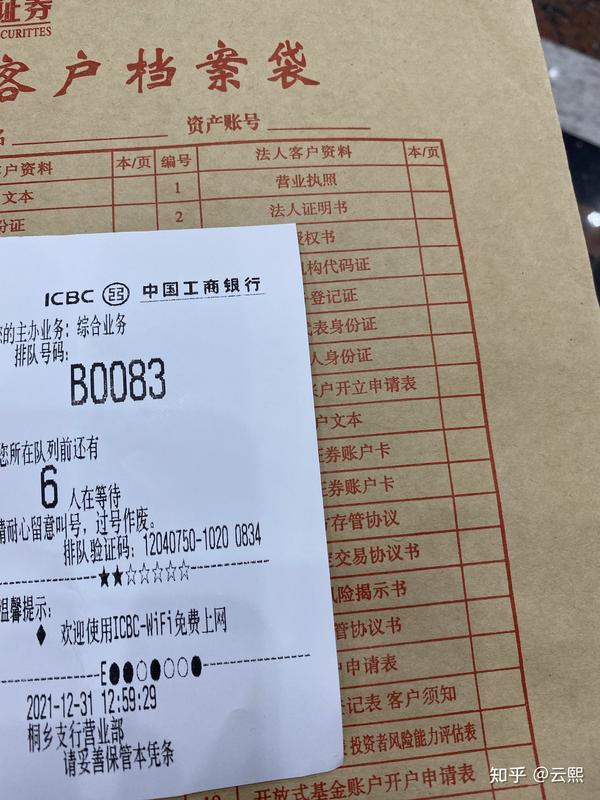 证券
CURITTES
客户档案袋
资产账号
户资料 本/页 编号 法人客户资料 本/页
文本 1 营业执照
份证 2 法人证明书
授权书
机构代码证
登记证
代表身份证
人身份证
账户开立申请表
户文本
证券账户卡
证券账户卡
存管协议
交易协议书
风险揭示书
管协议书
户申请表
记表 客户须知
投资者风险能力评估表
开放式基金账户开户申请表
ICBC 中国工商银行
您的主办业务: 综合业务
排队号码:
B0083
您所在队列前还有
6 人在等待
请耐心留意叫号, 过号作废。
排队验证码: 12040750-1020 0834
★★☆☆☆☆☆
温馨提示:
♦ 欢迎使用ICBC-WiFi免费上网
E●●○●○○●
2021-12-31 12:59:29
桐乡支行营业部
请妥善保管本凭条
知乎 @云熙